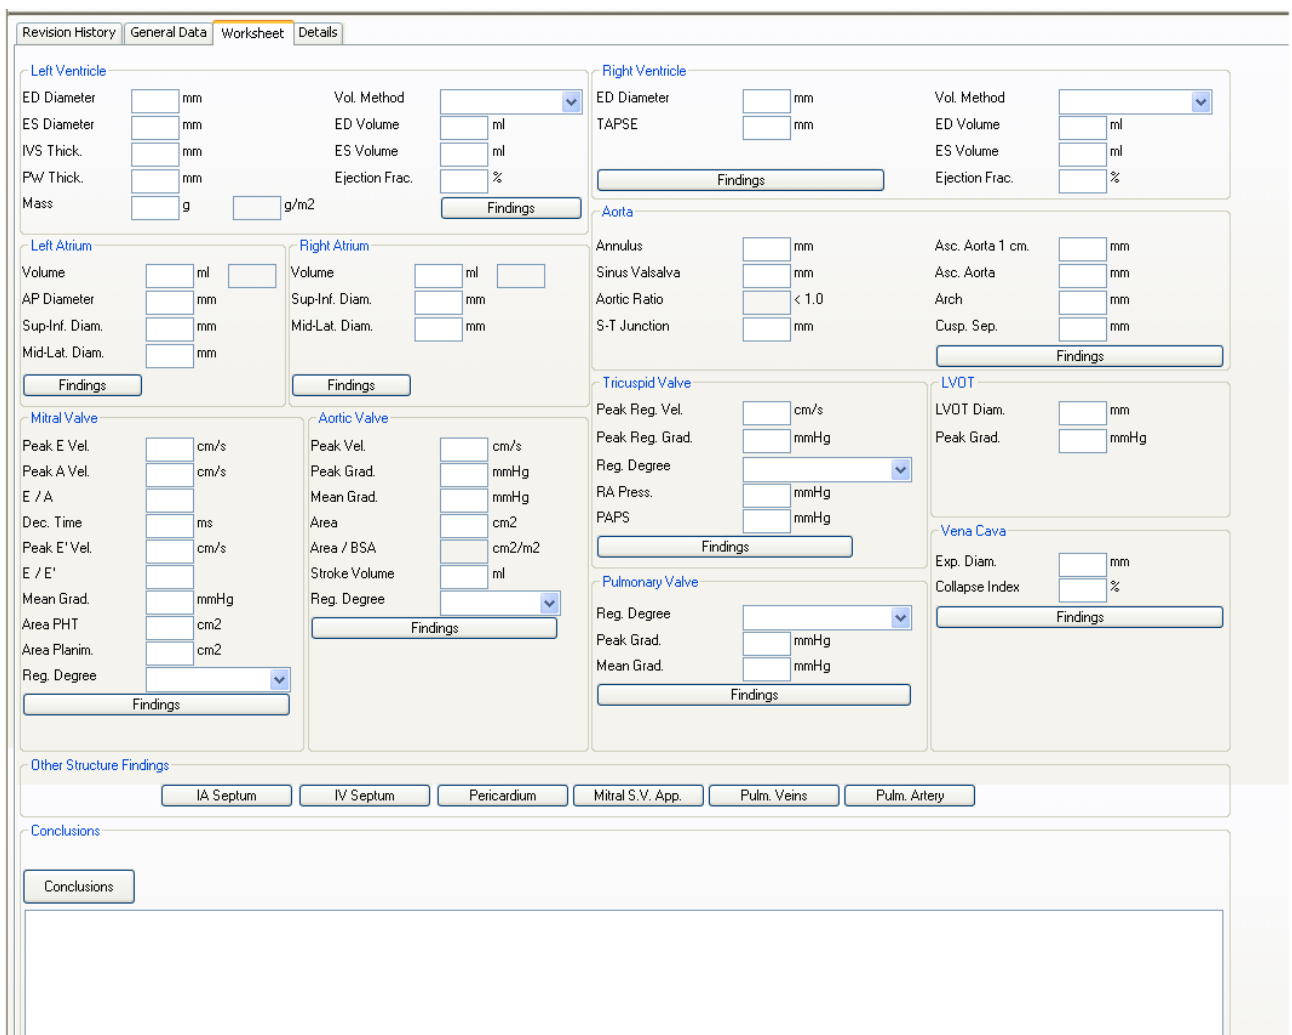 Revision History General Data Worksheet Details
Left Ventricle
ED Diameter mm Vol. Method
ES Diameter mm ED Volume ml
IVS Thick. mm ES Volume ml
PW Thick. mm Ejection Frac. %
Mass g g/m2 Findings
Right Ventricle
ED Diameter mm Vol. Method
TAPSE mm ED Volume ml
ES Volume ml
Findings Ejection Frac. %
Left Atrium
Volume ml
AP Diameter mm
Sup-Inf. Diam. mm
Mid-Lat. Diam. mm
Findings
Right Atrium
Volume ml
Sup-Inf. Diam. mm
Mid-Lat. Diam. mm
Findings
Aorta
Annulus mm Asc. Aorta 1 cm. mm
Sinus Valsalva mm Asc. Aorta mm
Aortic Ratio < 1.0 Arch mm
S-T Junction mm Cusp. Sep. mm
Findings
Mitral Valve
Peak E Vel. cm/s
Peak A Vel. cm/s
E / A
Dec. Time ms
Peak E' Vel. cm/s
E / E'
Mean Grad. mmHg
Area PHT cm2
Area Planim. cm2
Reg. Degree
Findings
Aortic Valve
Peak Vel. cm/s
Peak Grad. mmHg
Mean Grad. mmHg
Area cm2
Area / BSA cm2/m2
Stroke Volume ml
Reg. Degree
Findings
Tricuspid Valve
Peak Reg. Vel. cm/s
Peak Reg. Grad. mmHg
Reg. Degree
RA Press. mmHg
PAPS mmHg
Findings
LVOT
LVOT Diam. mm
Peak Grad. mmHg
Pulmonary Valve
Reg. Degree
Peak Grad. mmHg
Mean Grad. mmHg
Findings
Vena Cava
Exp. Diam. mm
Collapse Index %
Findings
Other Structure Findings
IA Septum IV Septum Pericardium Mitral S.V. App. Pulm. Veins Pulm. Artery
Conclusions
Conclusions